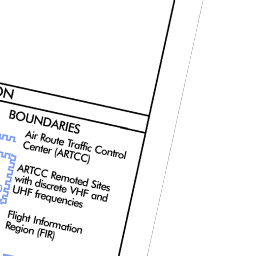 ON
BOUNDARIES
Air Route Traffic Control
Center (ARTCC)
ARTCC Remoted Sites
with discrete VHF and
UHF frequencies
Flight Information
Region (FIR)